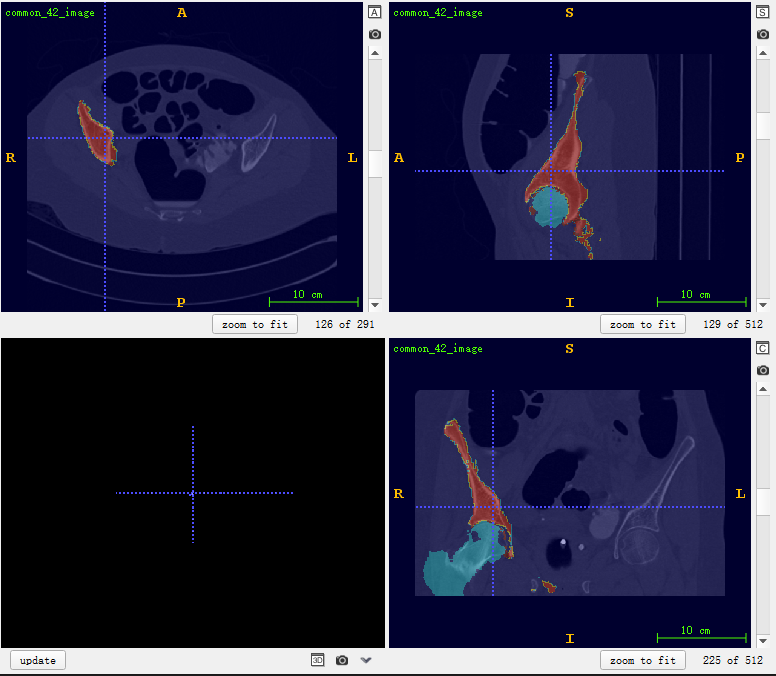 common_42_image
A
A
R
L
10 cm
P
zoom to fit
126 of 291
common_42_image
S
S
A
P
10 cm
I
zoom to fit
129 of 512
update
3D
common_42_image
S
C
R
L
10 cm
I
zoom to fit
225 of 512